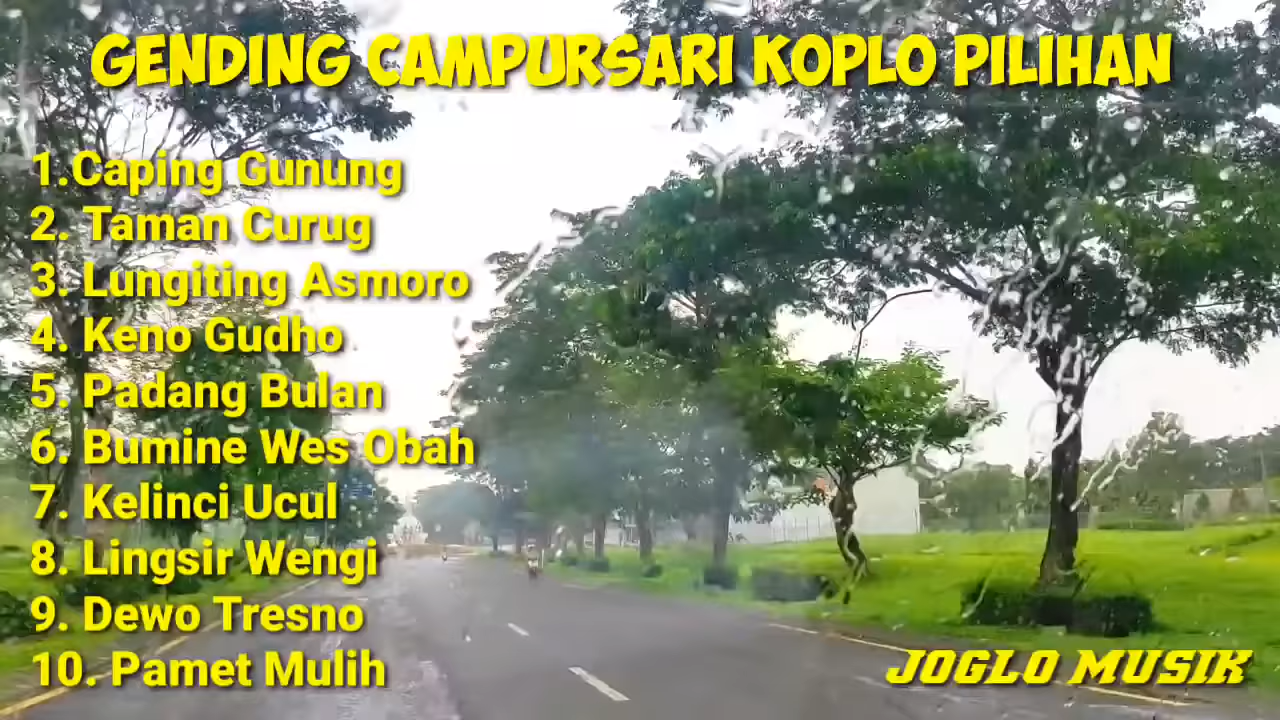 GENDING CAMPURSARI KOPLO PILIHAN
1.Caping Gunung
2. Taman Curug
3. Lungiting Asmoro
4. Keno Gudho
5. Padang Bulan
6. Bumine Wes Obah
7. Kelinci Ucul
8. Lingsir Wengi
9. Dewo Tresno
10. Pamet Mulih
JOGLO MUSIK